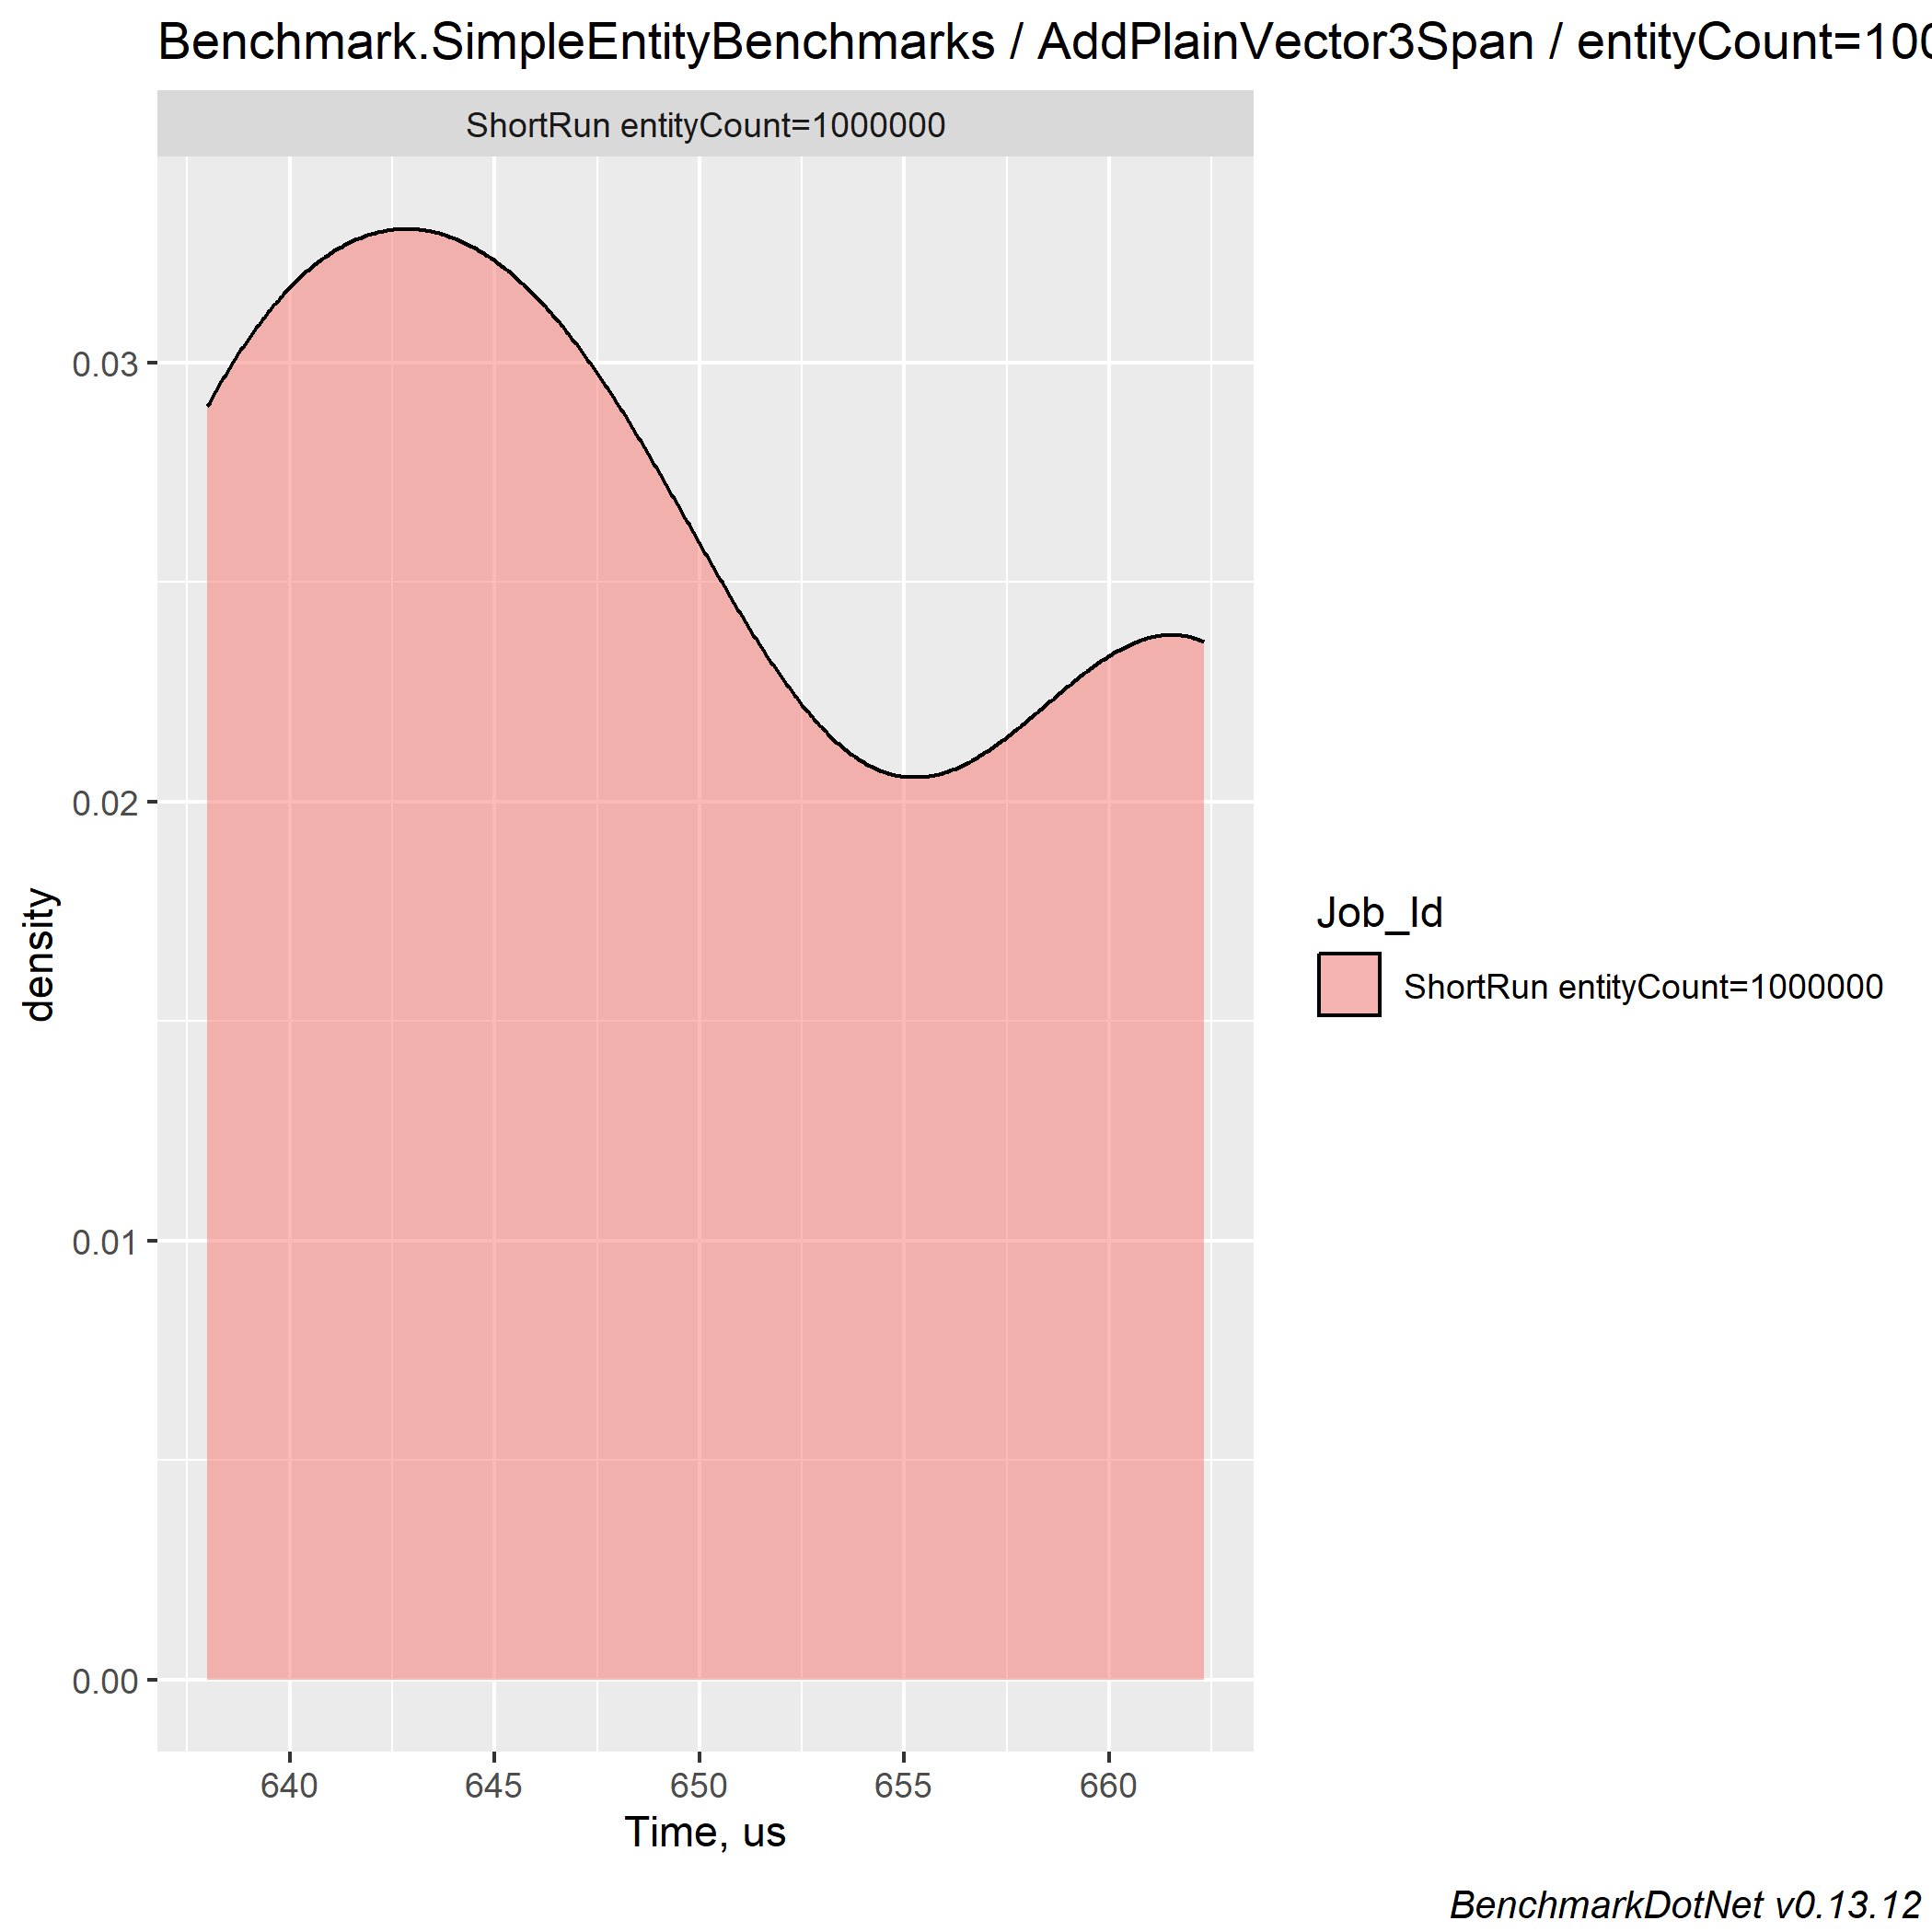 Benchmark.SimpleEntityBenchmarks / AddPlainVector3Span / entityCount=100
ShortRun entityCount=1000000
0.03
0.02
0.01
0.00
density
640 645 650 655 660
Time, us
Job_Id
ShortRun entityCount=1000000
BenchmarkDotNet v0.13.12